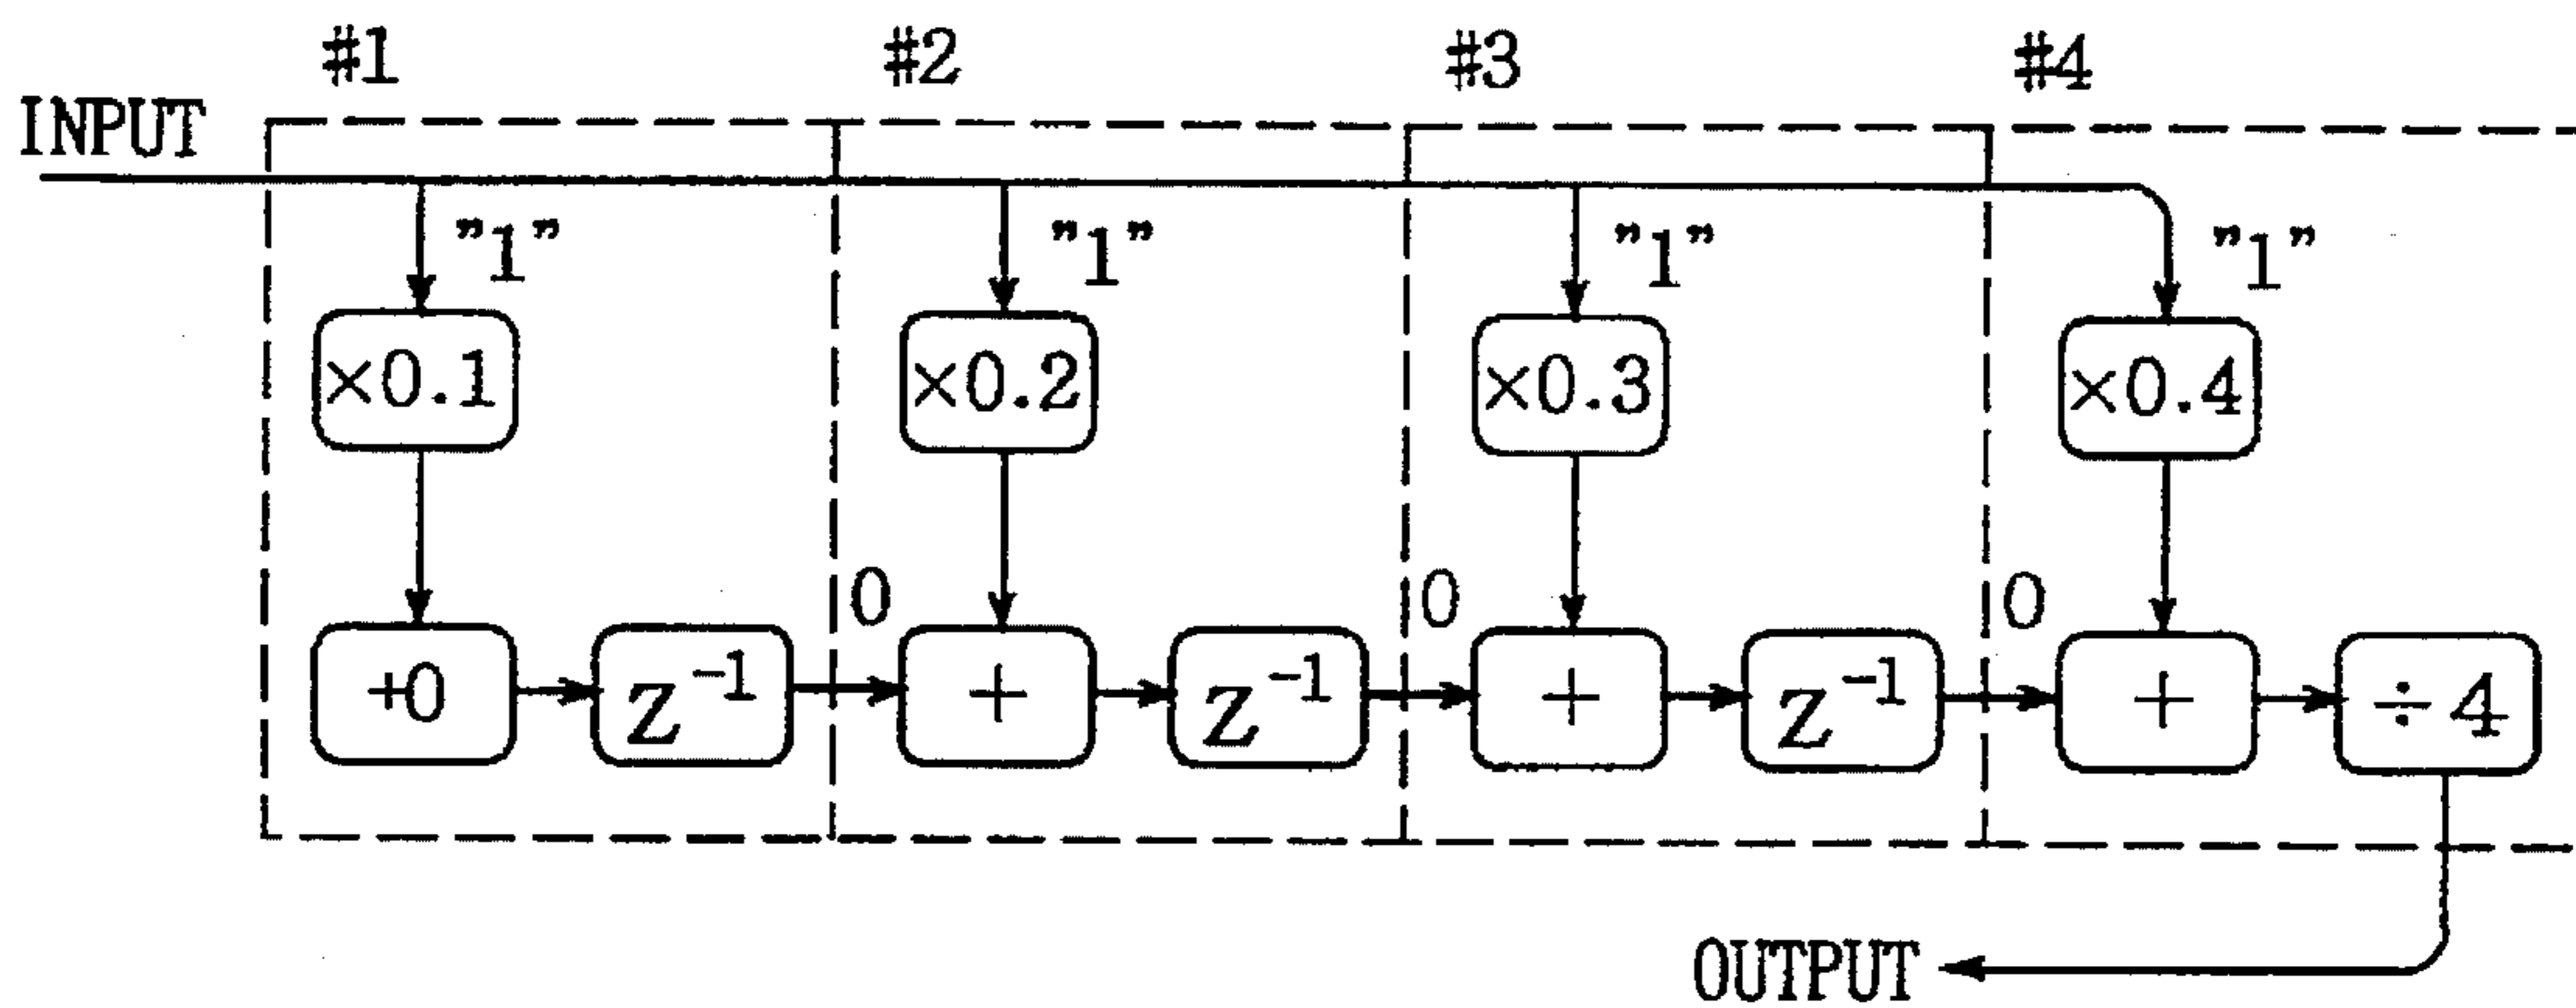 #1 #2 #3 #4
INPUT
"1" "1" "1" "1"
×0.1 ×0.2 ×0.3 ×0.4
0 0 0
+0 z⁻¹ + z⁻¹ + z⁻¹ + ÷4
OUTPUT